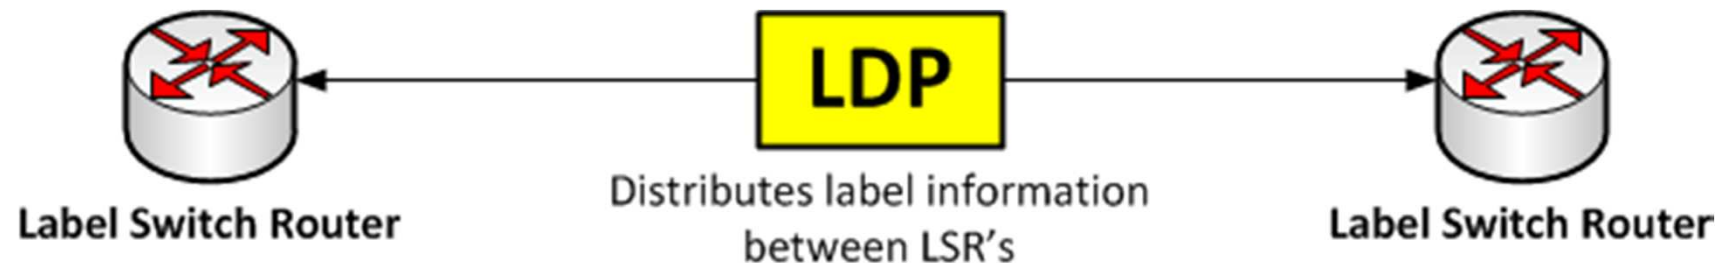 LDP
Distributes label information
between LSR's
Label Switch Router
Label Switch Router